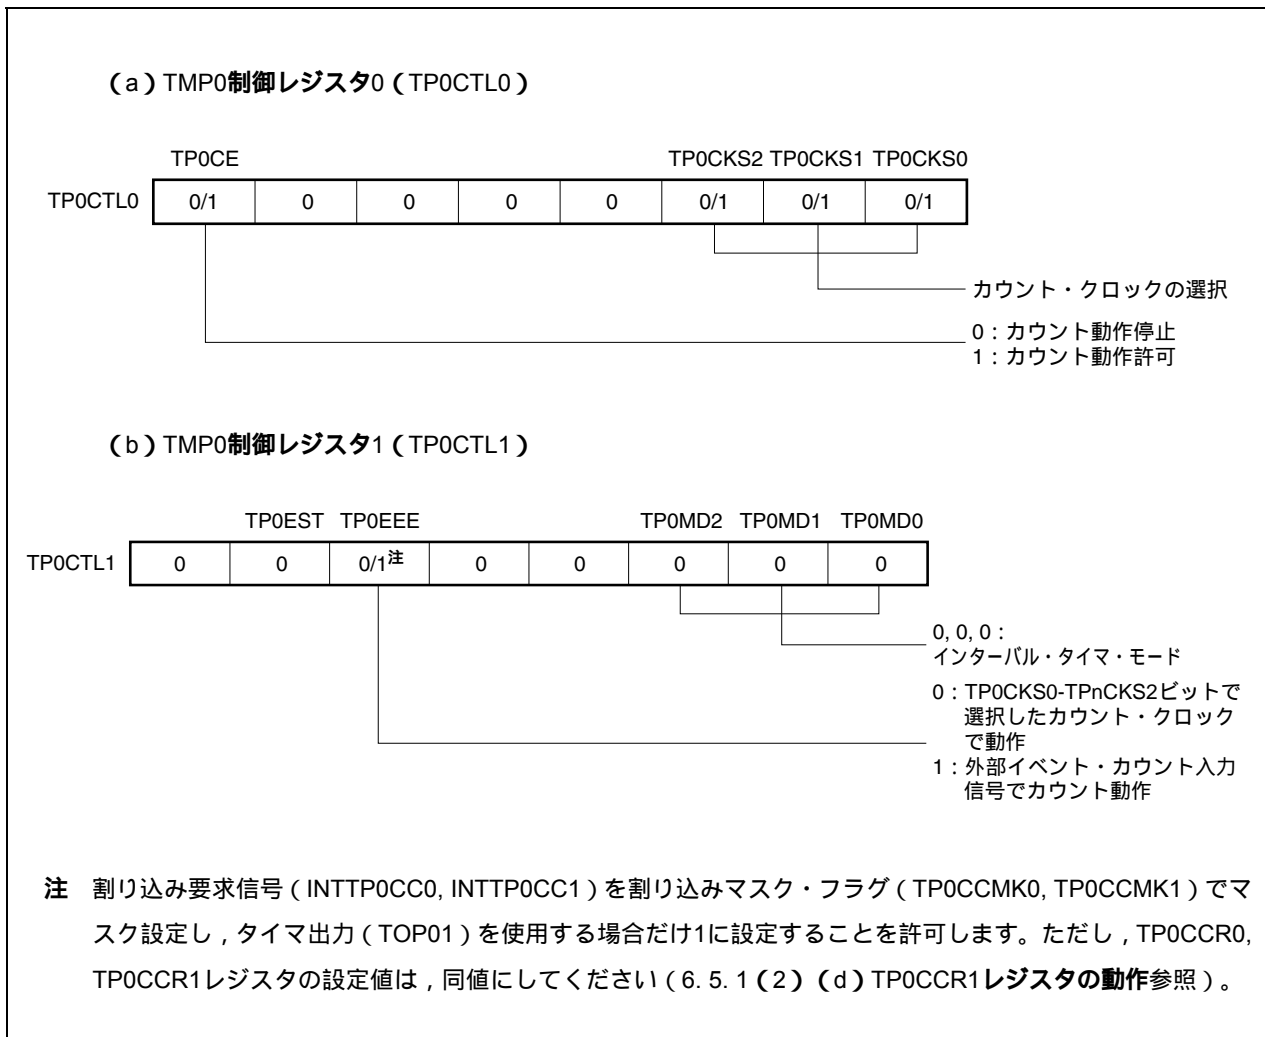 （a）TMP0制御レジスタ0（TP0CTL0）
TP0CE TP0CKS2 TP0CKS1 TP0CKS0
TP0CTL0 0/1 0 0 0 0 0/1 0/1 0/1
カウント・クロックの選択
0：カウント動作停止
1：カウント動作許可
（b）TMP0制御レジスタ1（TP0CTL1）
TP0EST TP0EEE TP0MD2 TP0MD1 TP0MD0
TP0CTL1 0 0 0/1注 0 0 0 0 0
0, 0, 0：
インターバル・タイマ・モード
0：TP0CKS0-TPnCKS2ビットで
選択したカウント・クロック
で動作
1：外部イベント・カウント入力
信号でカウント動作
注 割り込み要求信号（INTTP0CC0, INTTP0CC1）を割り込みマスク・フラグ（TP0CCMK0, TP0CCMK1）でマ
スク設定し，タイマ出力（TOP01）を使用する場合だけ1に設定することを許可します。ただし，TP0CCR0,
TP0CCR1レジスタの設定値は，同値にしてください（6. 5. 1（2）（d）TP0CCR1レジスタの動作参照）。